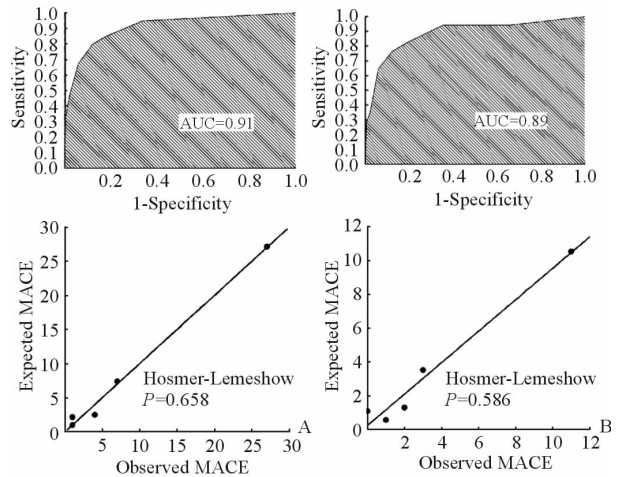 1.0
0.9
0.8
0.7
0.6
0.5
0.4
0.3
0.2
0.1
0.0
Sensitivity
AUC=0.91
0.2 0.4 0.6 0.8 1.0
1-Specificity
1.0
0.9
0.8
0.7
0.6
0.5
0.4
0.3
0.2
0.1
0.0
Sensitivity
AUC=0.89
0.2 0.4 0.6 0.8 1.0
1-Specificity
30
25
20
15
10
5
0
Expected MACE
Hosmer-Lemeshow
P=0.658
5 10 15 20 25 30
Observed MACE
A
12
10
8
6
4
2
0
Expected MACE
Hosmer-Lemeshow
P=0.586
0 2 4 6 8 10 12
Observed MACE
B